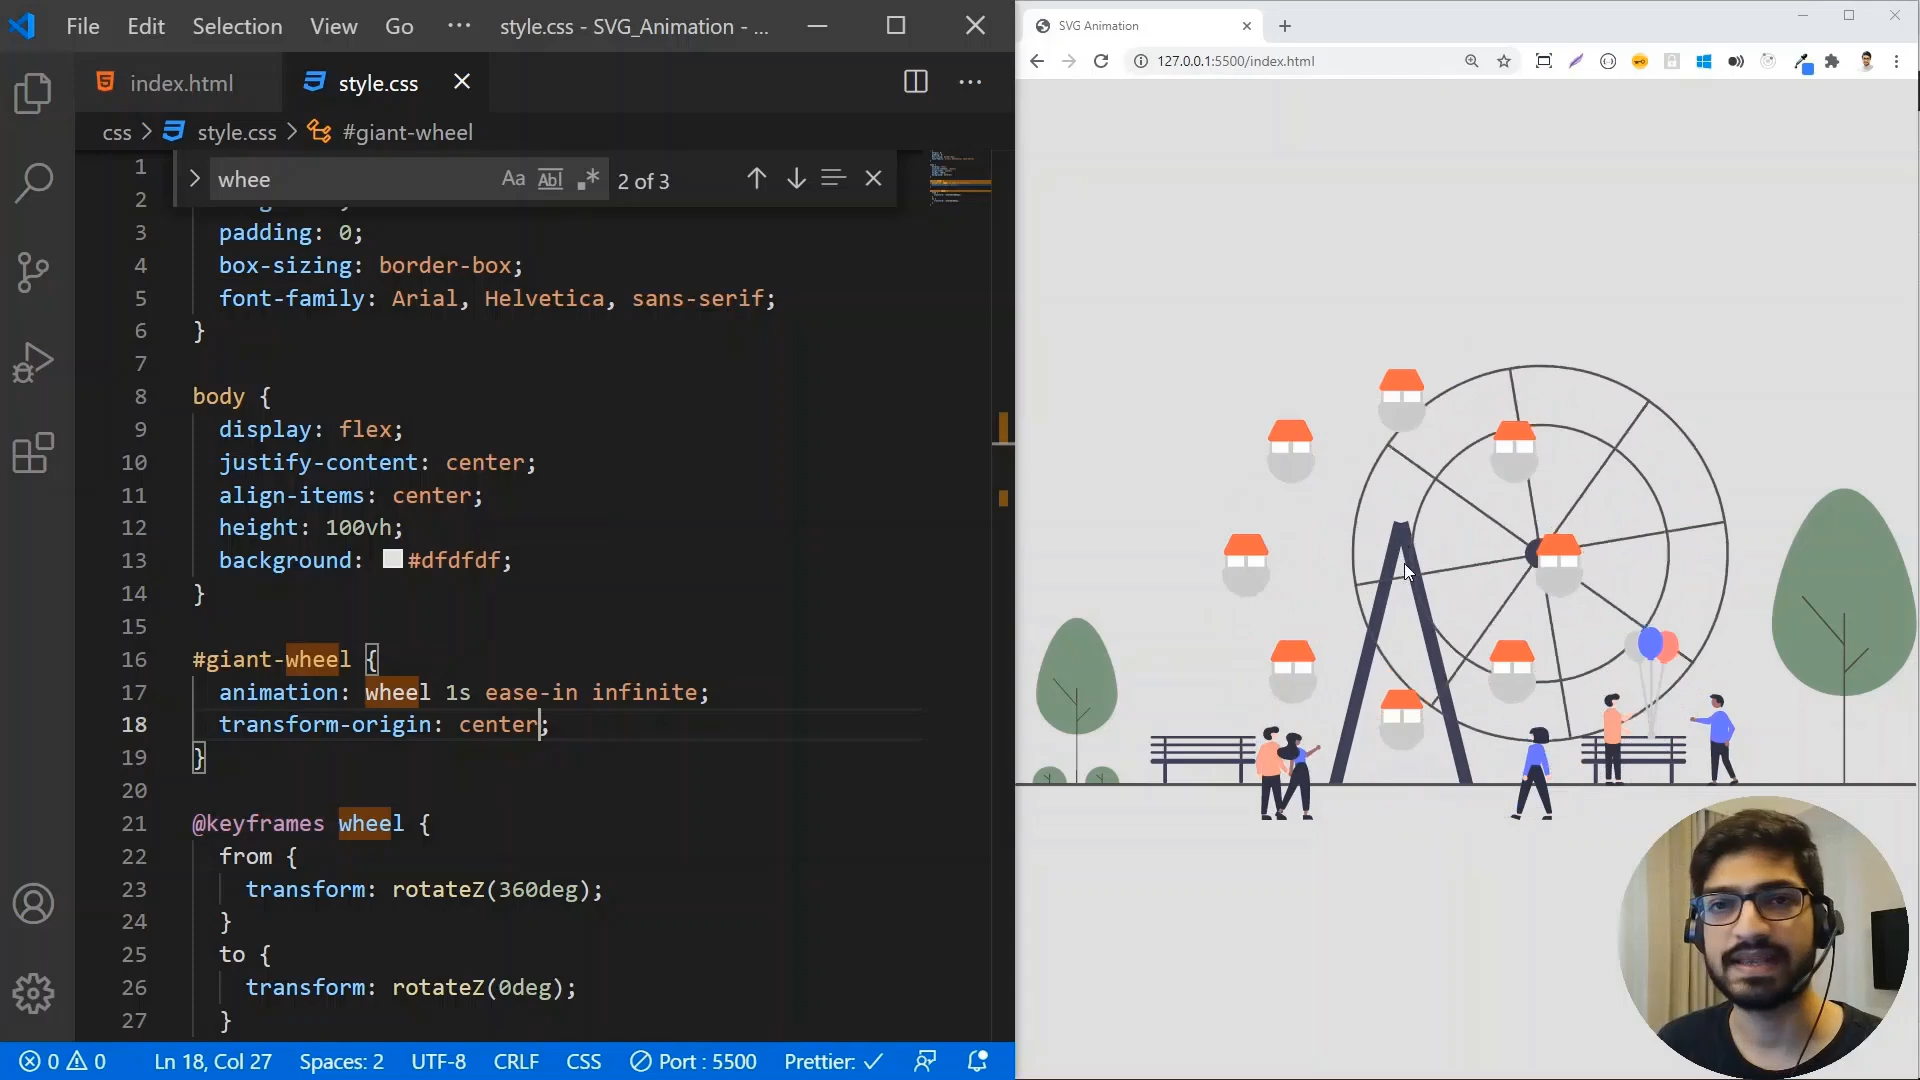 File Edit Selection View Go ··· style.css - SVG_Animation - ...
index.html style.css
css > style.css > #giant-wheel
whee Aa Abl .* 2 of 3
1
2
3 padding: 0;
4 box-sizing: border-box;
5 font-family: Arial, Helvetica, sans-serif;
6 }
7
8 body {
9 display: flex;
10 justify-content: center;
11 align-items: center;
12 height: 100vh;
13 background: #dfdfdf;
14 }
15
16 #giant-wheel {
17 animation: wheel 1s ease-in infinite;
18 transform-origin: center;
19 }
20
21 @keyframes wheel {
22 from {
23 transform: rotateZ(360deg);
24 }
25 to {
26 transform: rotateZ(0deg);
27 }
0 0 Ln 18, Col 27 Spaces: 2 UTF-8 CRLF CSS Port : 5500 Prettier: ✓
SVG Animation
127.0.0.1:5500/index.html